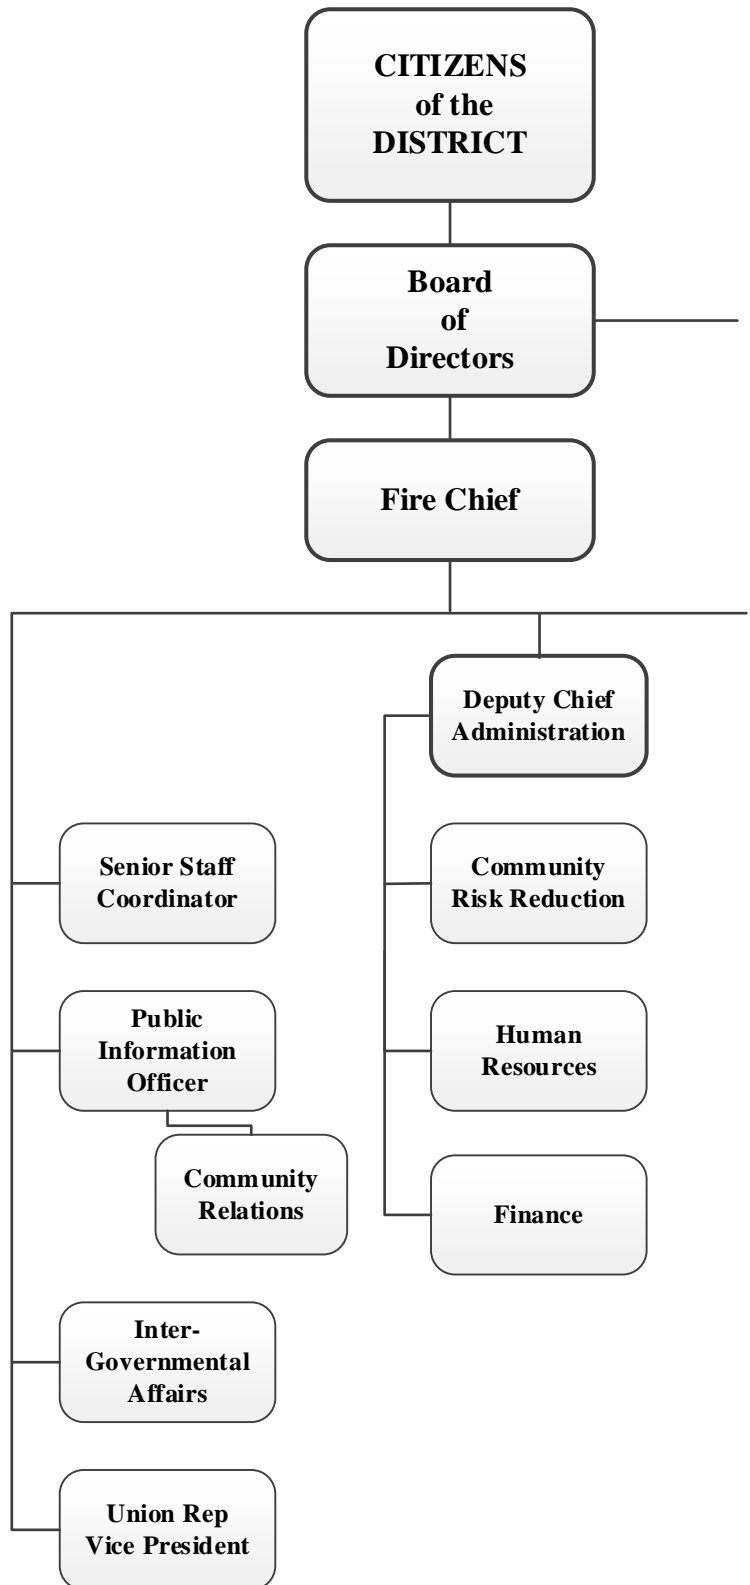 CITIZENS
of the
DISTRICT
Board
of
Directors
Fire Chief
Deputy Chief
Administration
Senior Staff
Coordinator
Community
Risk Reduction
Public
Information
Officer
Human
Resources
Community
Relations
Finance
Inter-
Governmental
Affairs
Union Rep
Vice President